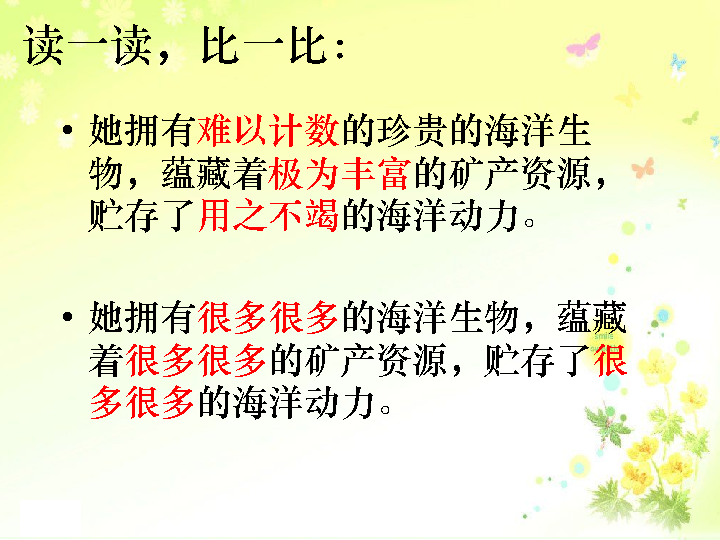 读一读，比一比：
• 她拥有难以计数的珍贵的海洋生
物，蕴藏着极为丰富的矿产资源，
贮存了用之不竭的海洋动力。
• 她拥有很多很多的海洋生物，蕴藏
着很多很多的矿产资源，贮存了很
多很多的海洋动力。